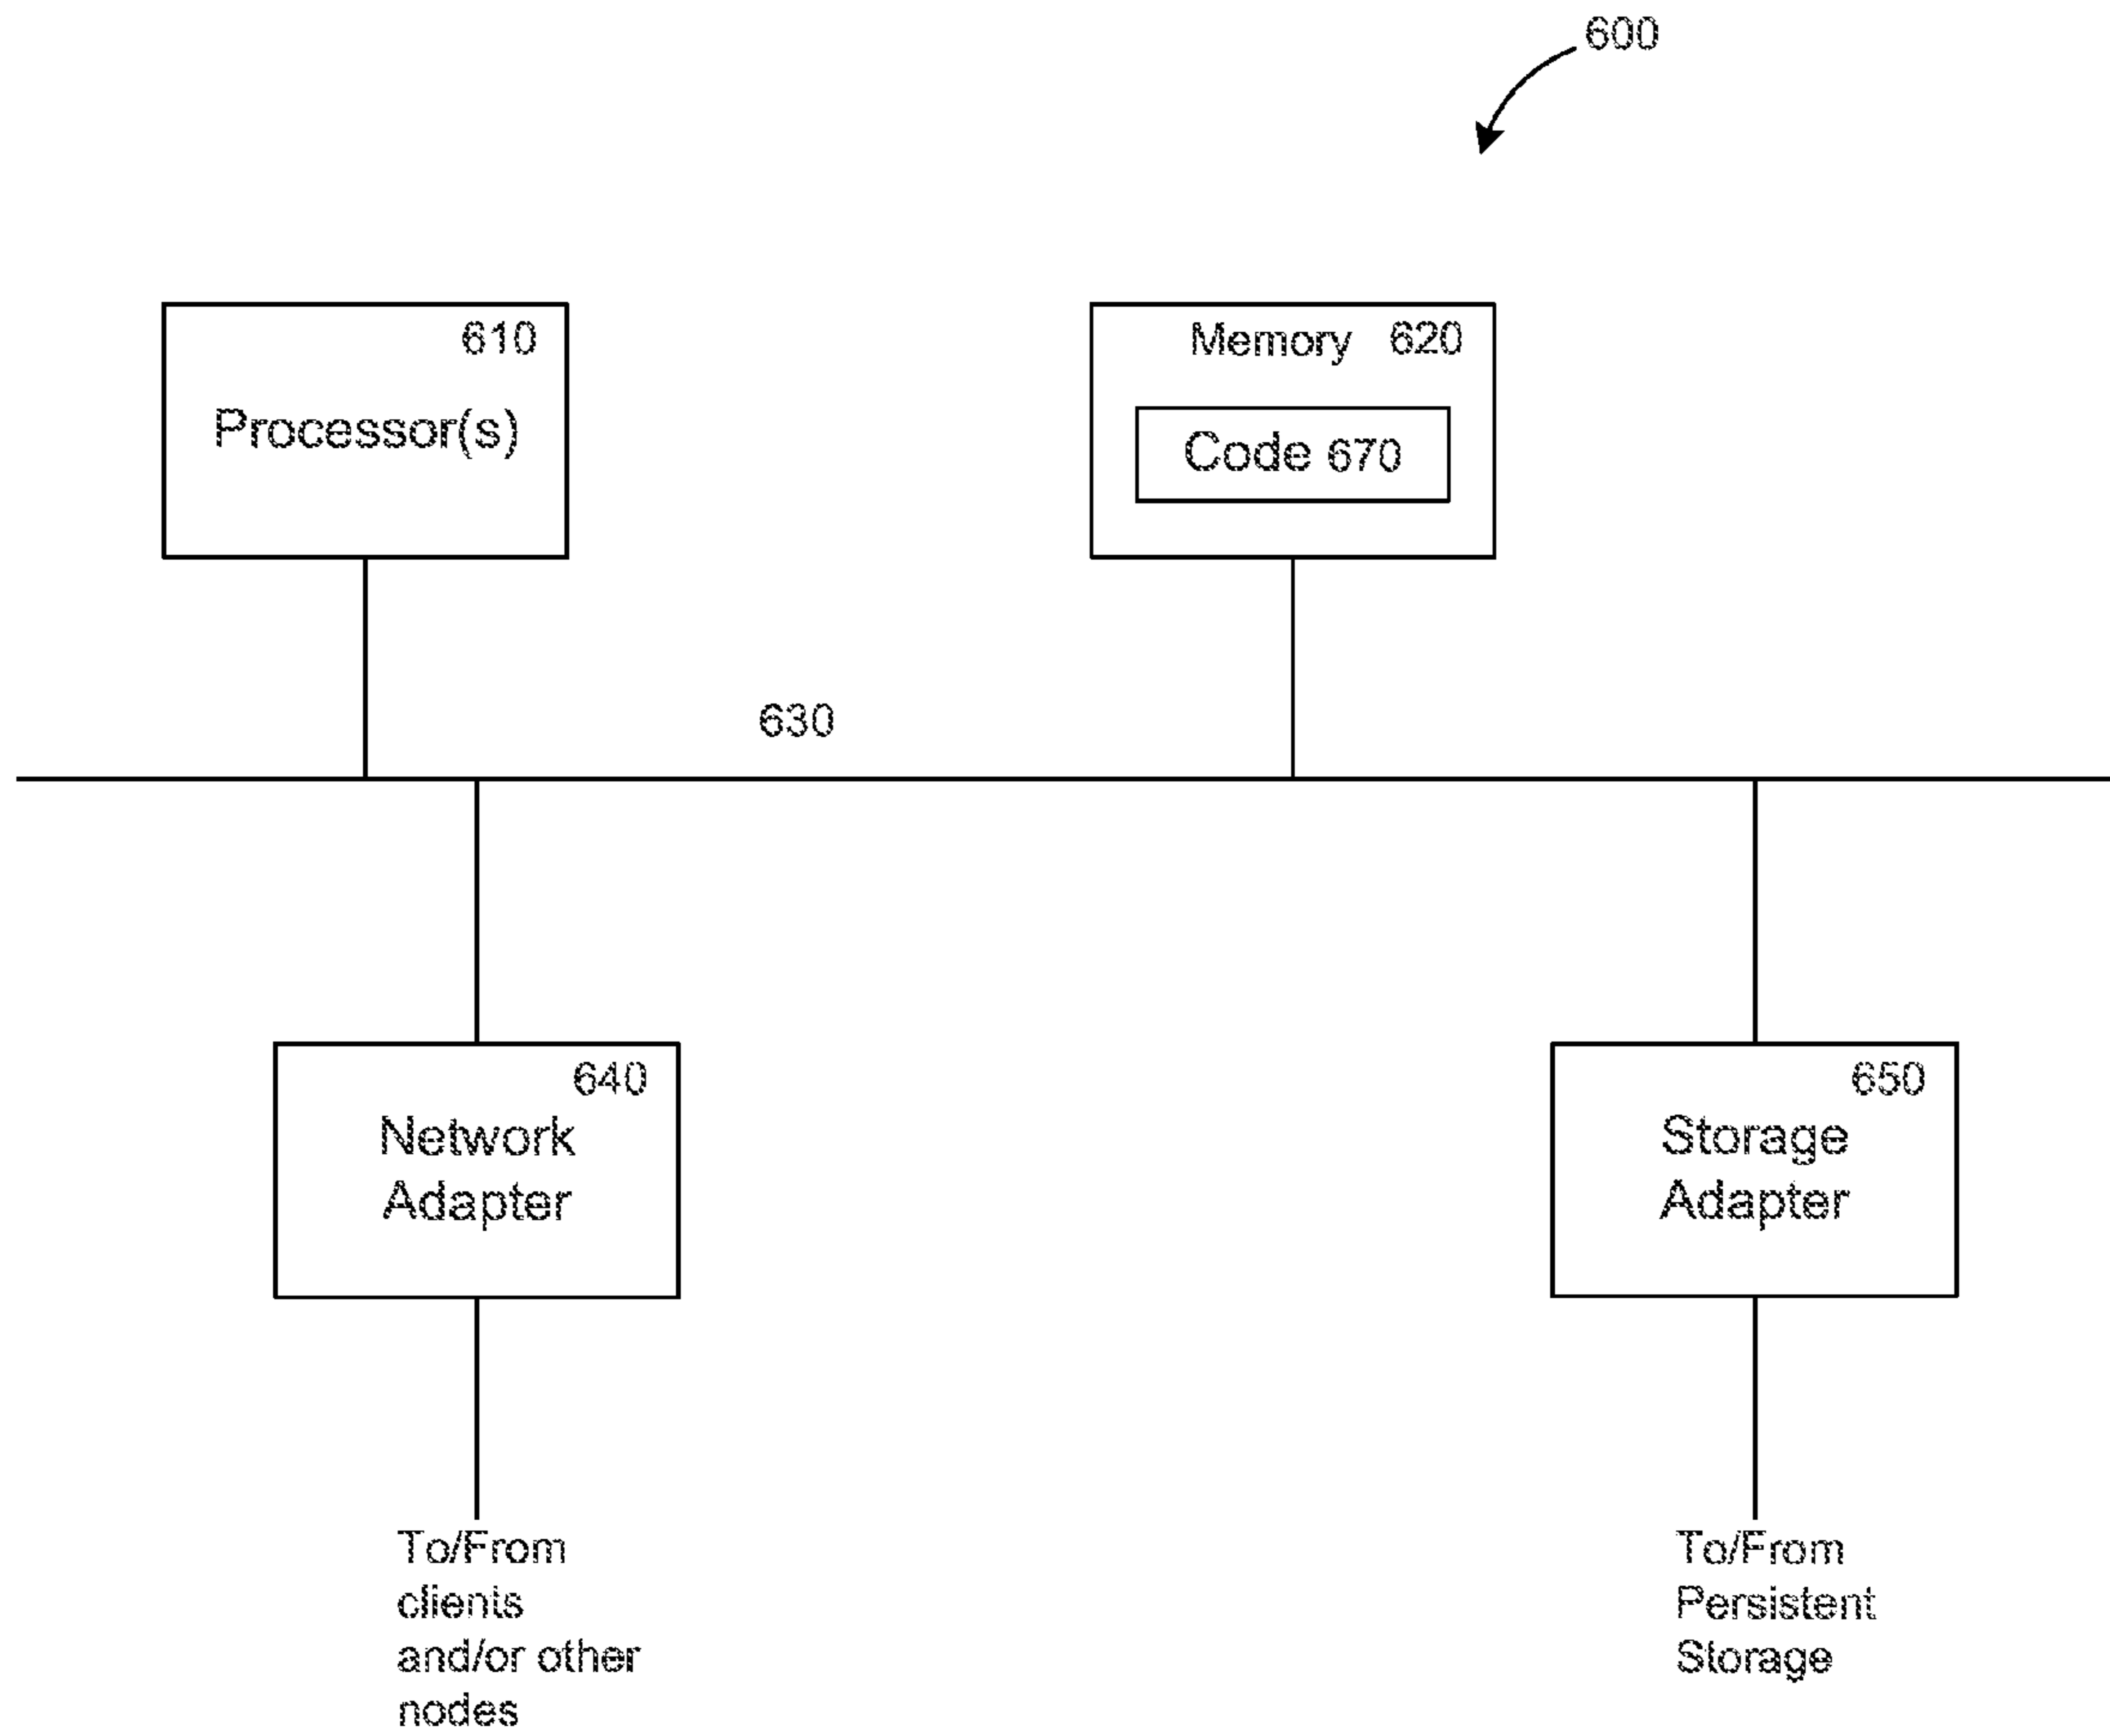 600
610
Processor(s)
Memory 620
Code 670
630
640
Network
Adapter
650
Storage
Adapter
To/From
clients
and/or other
nodes
To/From
Persistent
Storage